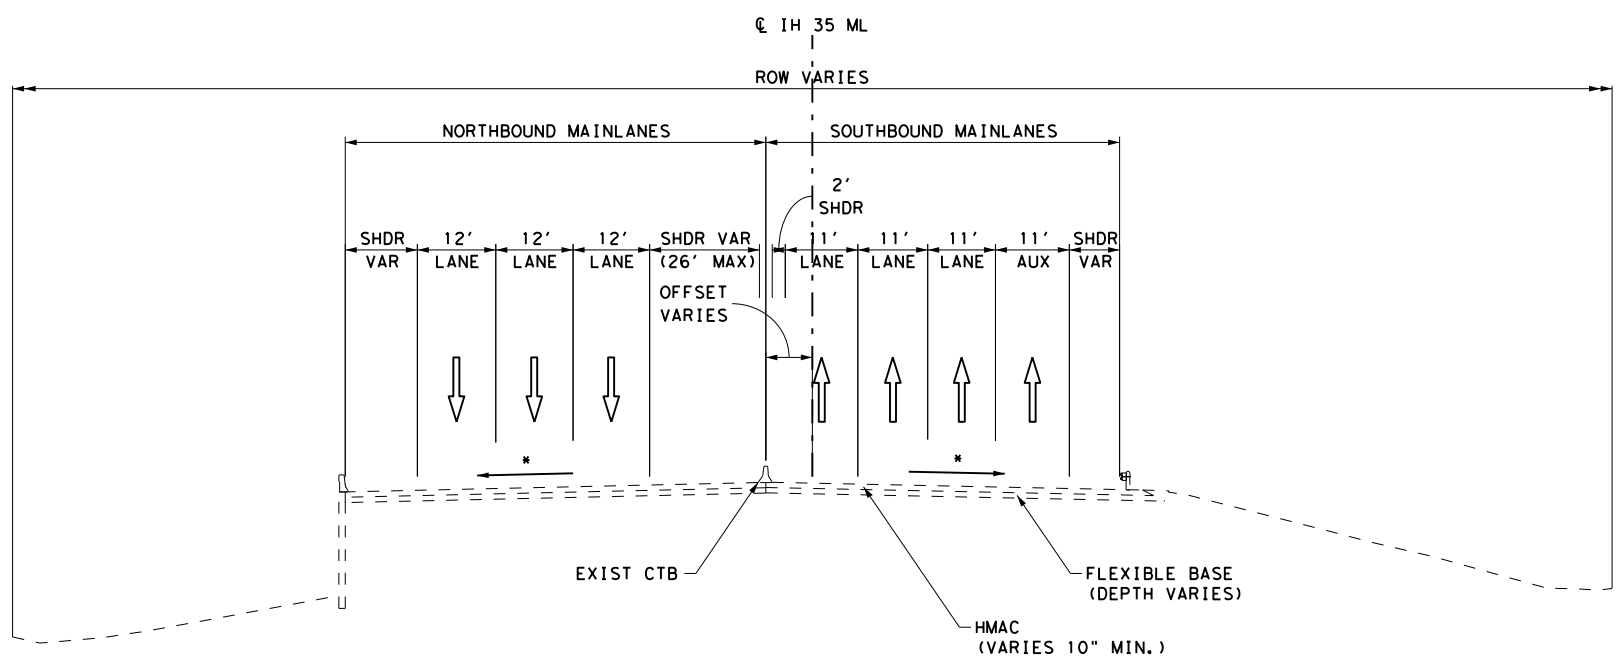 ℄ IH 35 ML
ROW VARIES
NORTHBOUND MAINLANES
SOUTHBOUND MAINLANES
2'
SHDR
SHDR
VAR
12'
LANE
12'
LANE
12'
LANE
SHDR VAR
(26' MAX)
11'
LANE
11'
LANE
11'
LANE
11'
AUX
SHDR
VAR
OFFSET
VARIES
*
*
EXIST CTB
FLEXIBLE BASE
(DEPTH VARIES)
HMAC
(VARIES 10" MIN.)